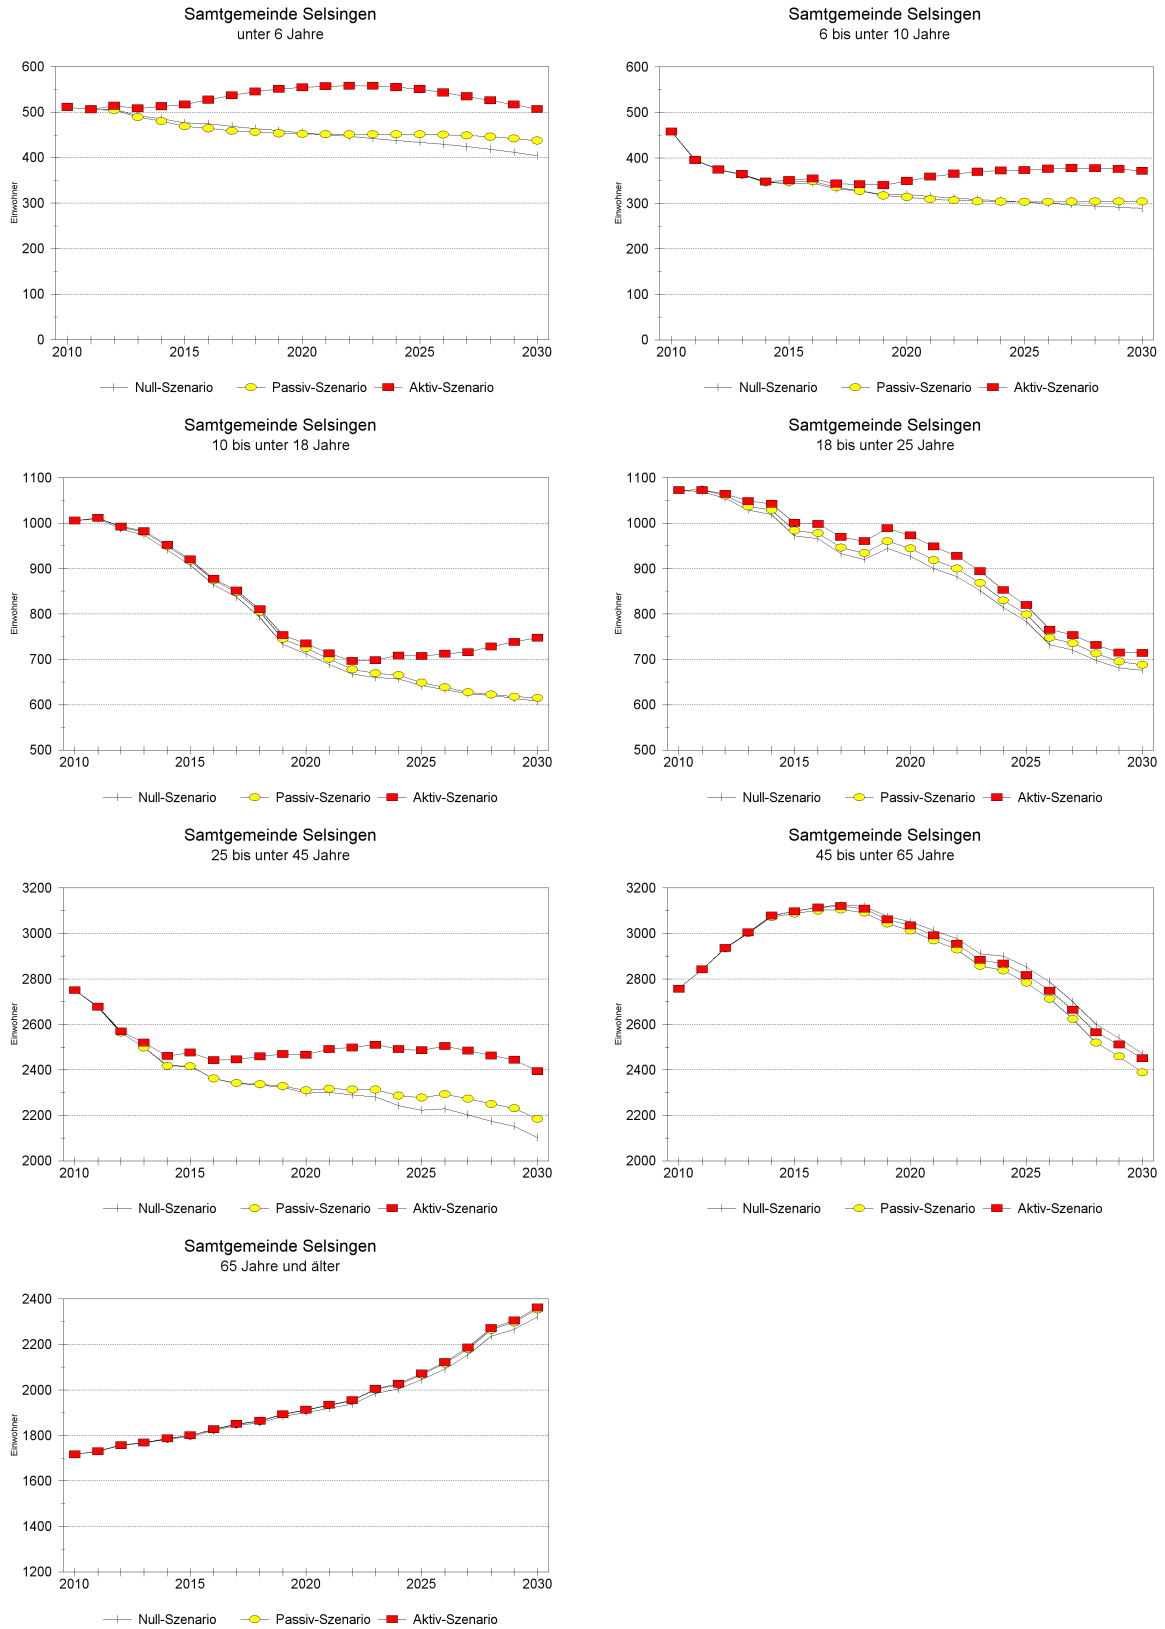 Samtgemeinde Selsingen
unter 6 Jahre
600
500
400
300
200
100
0
Einwohner
2010 2015 2020 2025 2030
Null-Szenario Passiv-Szenario Aktiv-Szenario
Samtgemeinde Selsingen
6 bis unter 10 Jahre
600
500
400
300
200
100
0
Einwohner
2010 2015 2020 2025 2030
Null-Szenario Passiv-Szenario Aktiv-Szenario
Samtgemeinde Selsingen
10 bis unter 18 Jahre
1100
1000
900
800
700
600
500
Einwohner
2010 2015 2020 2025 2030
Null-Szenario Passiv-Szenario Aktiv-Szenario
Samtgemeinde Selsingen
18 bis unter 25 Jahre
1100
1000
900
800
700
600
500
Einwohner
2010 2015 2020 2025 2030
Null-Szenario Passiv-Szenario Aktiv-Szenario
Samtgemeinde Selsingen
25 bis unter 45 Jahre
3200
3000
2800
2600
2400
2200
2000
Einwohner
2010 2015 2020 2025 2030
Null-Szenario Passiv-Szenario Aktiv-Szenario
Samtgemeinde Selsingen
45 bis unter 65 Jahre
3200
3000
2800
2600
2400
2200
2000
Einwohner
2010 2015 2020 2025 2030
Null-Szenario Passiv-Szenario Aktiv-Szenario
Samtgemeinde Selsingen
65 Jahre und älter
2400
2200
2000
1800
1600
1400
1200
Einwohner
2010 2015 2020 2025 2030
Null-Szenario Passiv-Szenario Aktiv-Szenario